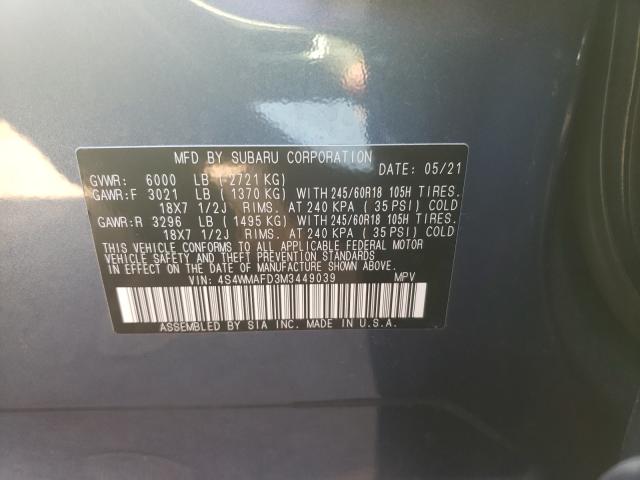 MFD BY SUBARU CORPORATION
DATE: 05/21
GVWR: 6000 LB ( 2721 KG)
GAWR:F 3021 LB ( 1370 KG) WITH 245/60R18 105H TIRES.
18X7 1/2J RIMS. AT 240 KPA ( 35 PSI) COLD
GAWR:R 3296 LB ( 1495 KG) WITH 245/60R18 105H TIRES.
18X7 1/2J RIMS. AT 240 KPA ( 35 PSI) COLD
THIS VEHICLE CONFORMS TO ALL APPLICABLE FEDERAL MOTOR
VEHICLE SAFETY AND THEFT PREVENTION STANDARDS
IN EFFECT ON THE DATE OF MANUFACTURE SHOWN ABOVE.
VIN: 4S4WMAFD3M3449039 MPV
ASSEMBLED BY SIA INC. MADE IN U.S.A.